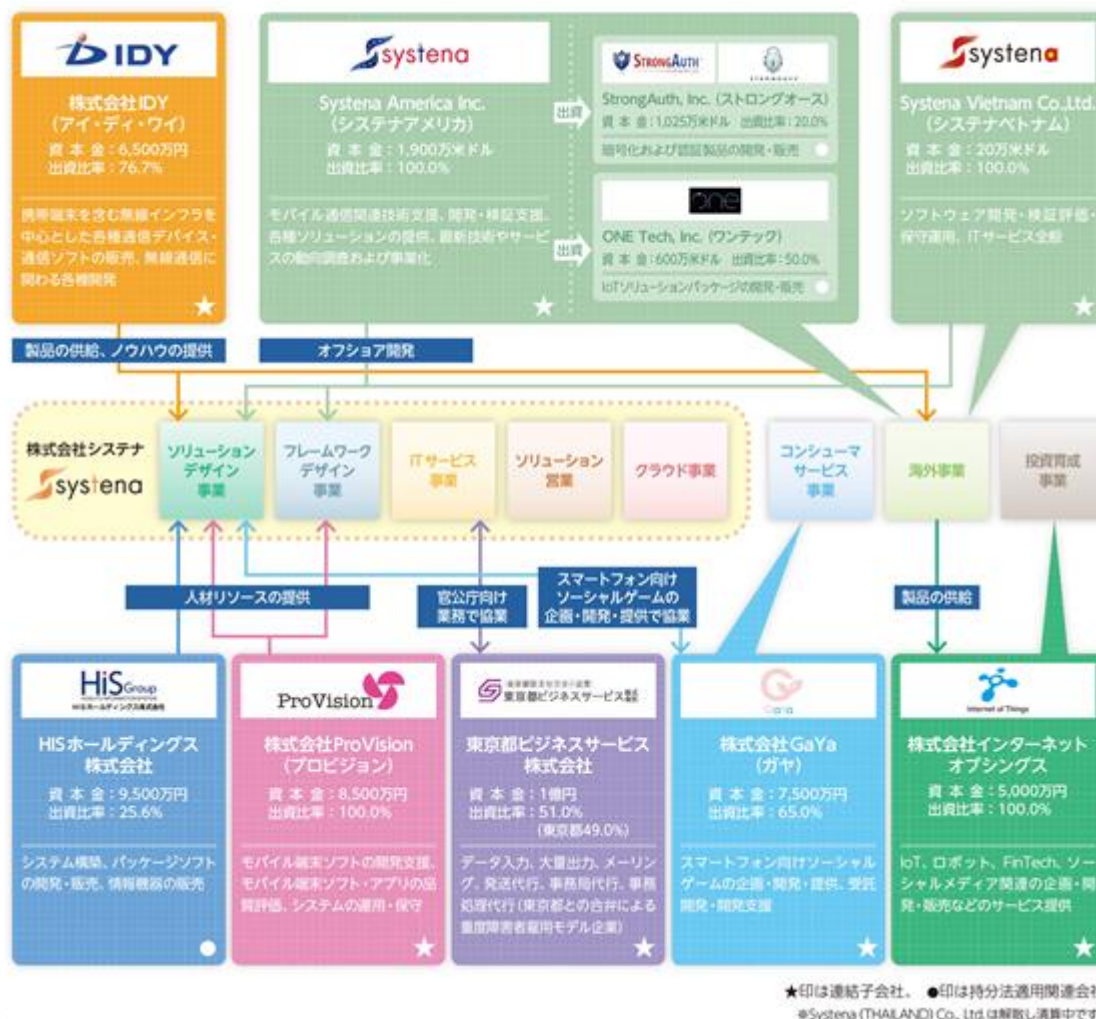 IDY
株式会社IDY
(アイ・ディ・ワイ)
資 本 金：6,500万円
出資比率：76.7%
携帯端末を含む無線インフラを
中心とした各種通信デバイス・
通信ソフトの販売、無線通信に
関わる各種開発
★
systena
Systena America Inc.
(システナアメリカ)
資 本 金：1,900万米ドル
出資比率：100.0%
モバイル通信関連技術支援、開発・検証支援、
各種ソリューションの提供、最新技術やサービ
スの動向調査および事業化
★
出資
STRONGAUTH
StrongAuth, Inc. (ストロングオース)
資 本 金：1,025万米ドル 出資比率：20.0%
暗号化および認証製品の開発・販売
●
出資
one
ONE Tech, Inc. (ワンテック)
資 本 金：600万米ドル 出資比率：50.0%
IoTソリューションパッケージの開発・販売
●
systena
Systena Vietnam Co.,Ltd.
(システナベトナム)
資 本 金：20万米ドル
出資比率：100.0%
ソフトウェア開発・検証評価・
保守運用、ITサービス全般
★
製品の供給、ノウハウの提供
オフショア開発
株式会社システナ
systena
ソリューション
デザイン
事業
フレームワーク
デザイン
事業
ITサービス
事業
ソリューション
営業
クラウド事業
コンシューマ
サービス
事業
海外事業
投資育成
事業
人材リソースの提供
官公庁向け
業務で協業
スマートフォン向け
ソーシャルゲームの
企画・開発・提供で協業
製品の供給
HiS Group
HISホールディングス株式会社
HISホールディングス
株式会社
資 本 金：9,500万円
出資比率：25.6%
システム構築、パッケージソフト
の開発・販売、情報機器の販売
●
ProVision
株式会社ProVision
(プロビジョン)
資 本 金：8,500万円
出資比率：100.0%
モバイル端末ソフトの開発支援、
モバイル端末ソフト・アプリの品
質評価、システムの運用・保守
★
東京都ビジネスサービス株式会社
東京都ビジネスサービス
株式会社
資 本 金：1億円
出資比率：51.0%
(東京都49.0%)
データ入力、大量出力、メーリン
グ、発送代行、事務局代行、事務
処理代行(東京都との合弁による
重度障害者雇用モデル企業)
★
GaYa
株式会社GaYa
(ガヤ)
資 本 金：7,500万円
出資比率：65.0%
スマートフォン向けソーシャル
ゲームの企画・開発・提供、受託
開発・開発支援
★
Internet of Things
株式会社インターネット
オブシングス
資 本 金：5,000万円
出資比率：100.0%
IoT、ロボット、FinTech、ソー
シャルメディア関連の企画・開
発・販売などのサービス提供
★
★印は連結子会社、 ●印は持分法適用関連会社
※Systena (THAILAND) Co., Ltd.は解散し清算中です